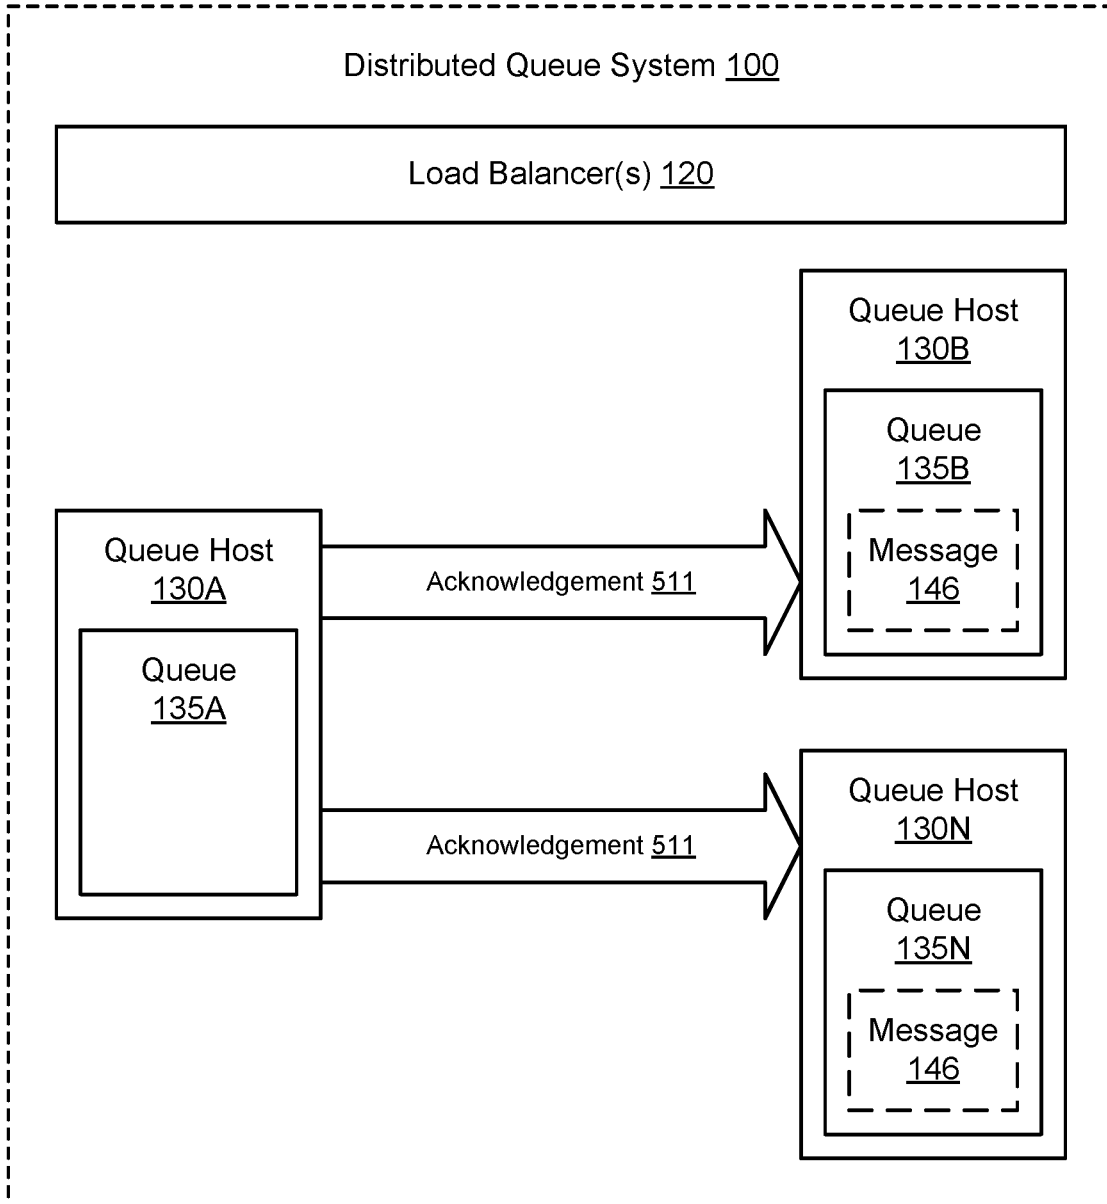 Distributed Queue System 100
Load Balancer(s) 120
Queue Host
130B
Queue
135B
Message
146
Queue Host
130A
Queue
135A
Acknowledgement 511
Acknowledgement 511
Queue Host
130N
Queue
135N
Message
146